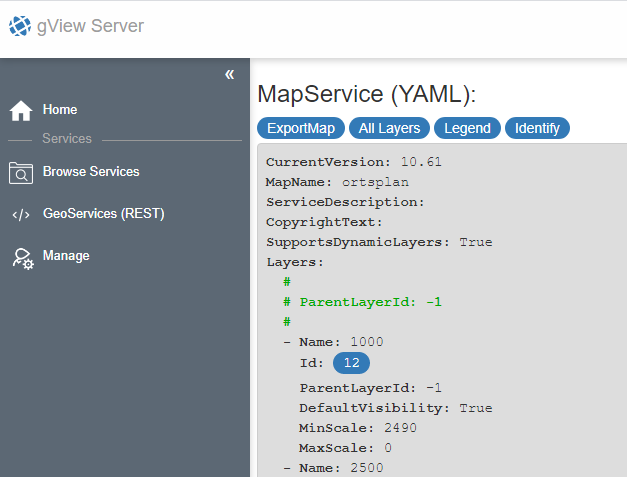 gView Server
«
Home
Services
Browse Services
</> GeoServices (REST)
Manage
MapService (YAML):
ExportMap All Layers Legend Identify
CurrentVersion: 10.61
MapName: ortsplan
ServiceDescription:
CopyrightText:
SupportsDynamicLayers: True
Layers:
#
# ParentLayerId: -1
#
- Name: 1000
Id: 12
ParentLayerId: -1
DefaultVisibility: True
MinScale: 2490
MaxScale: 0
- Name: 2500